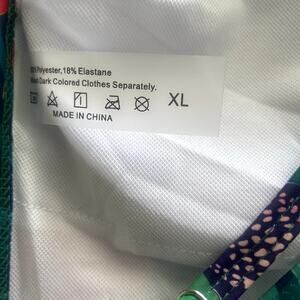 Polyester,18% Elastane
Dark Colored Clothes Separately.
XL
MADE IN CHINA